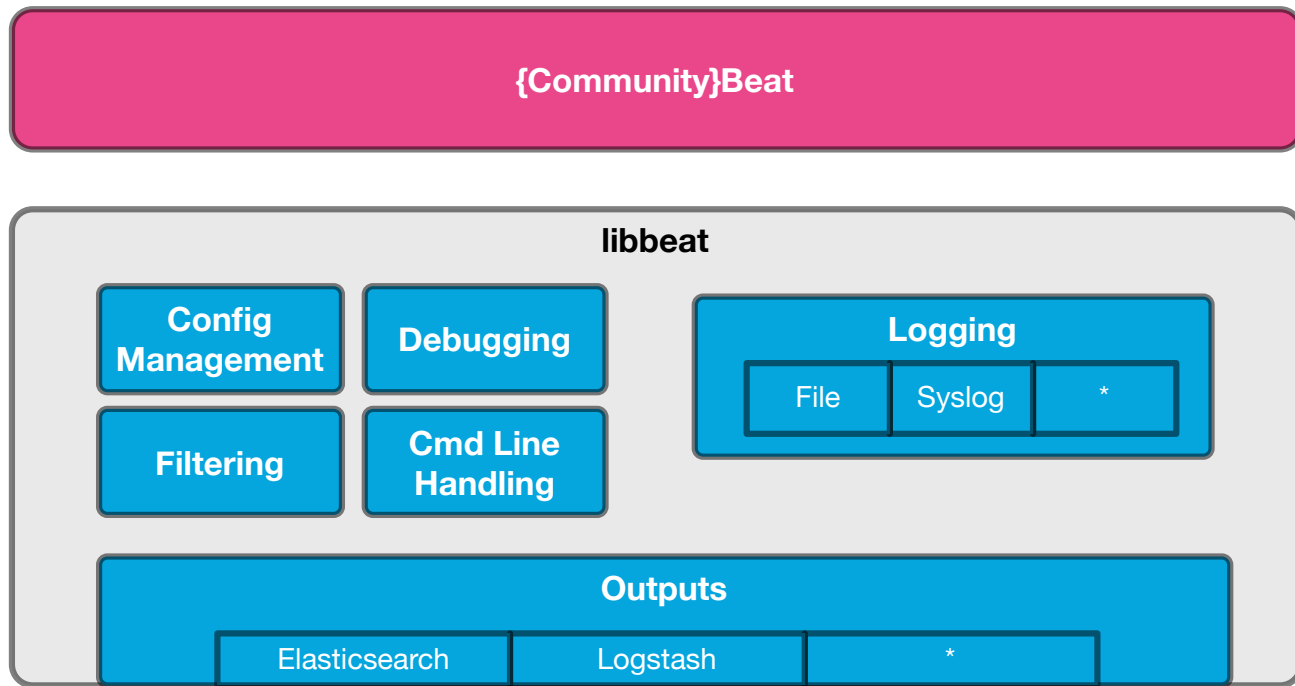 {Community}Beat
libbeat
Config
Management
Debugging
Logging
File
Syslog
*
Filtering
Cmd Line
Handling
Outputs
Elasticsearch
Logstash
*